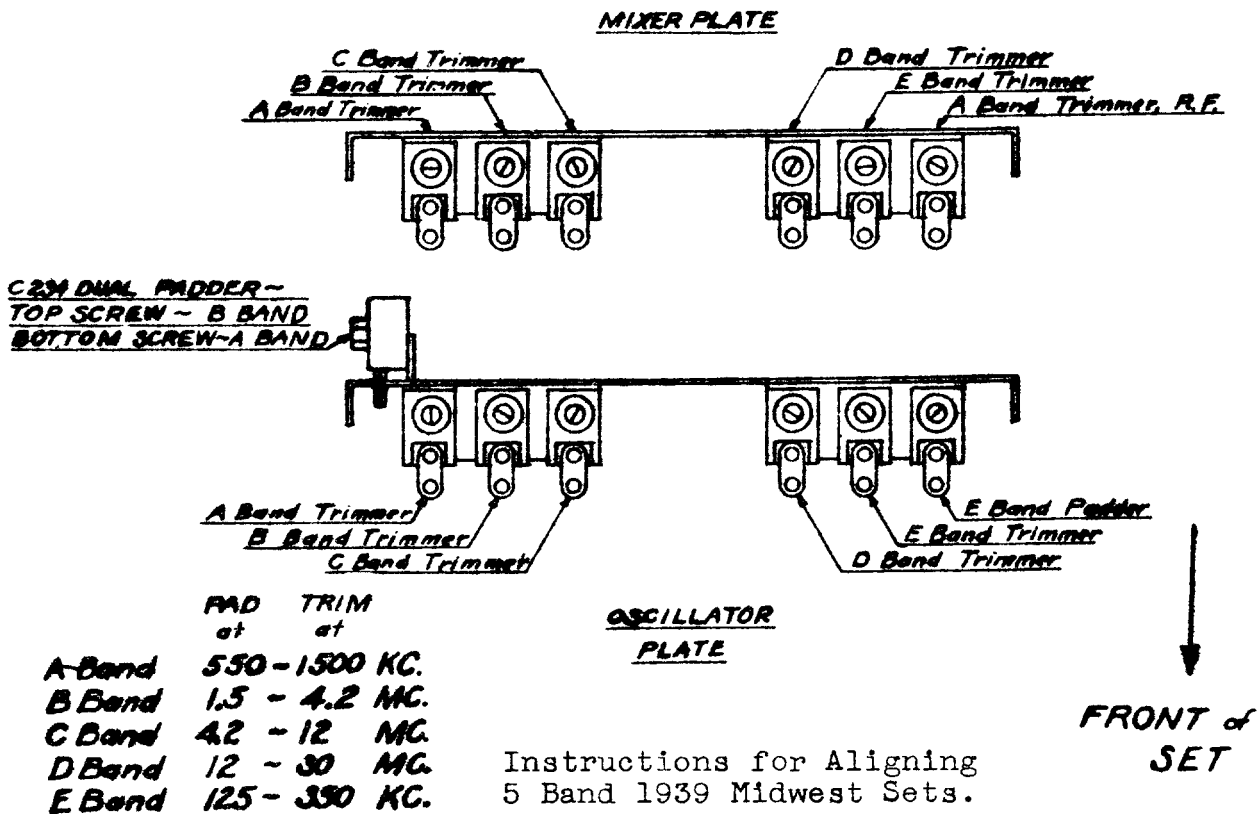 MIXER PLATE
C Band Trimmer
B Band Trimmer
A Band Trimmer
D Band Trimmer
E Band Trimmer
A Band Trimmer, R.F.
C 234 DUAL PADDER~
TOP SCREW ~ B BAND
BOTTOM SCREW~A BAND
A Band Trimmer
B Band Trimmer
C Band Trimmer
E Band Padder
E Band Trimmer
D Band Trimmer
OSCILLATOR
PLATE
PAD TRIM
at at
A Band 550~1500 KC.
B Band 1.5 ~ 4.2 MC.
C Band 4.2 ~ 12 MC.
D Band 12 ~ 30 MC.
E Band 125~350 KC.
FRONT of
SET
Instructions for Aligning
5 Band 1939 Midwest Sets.